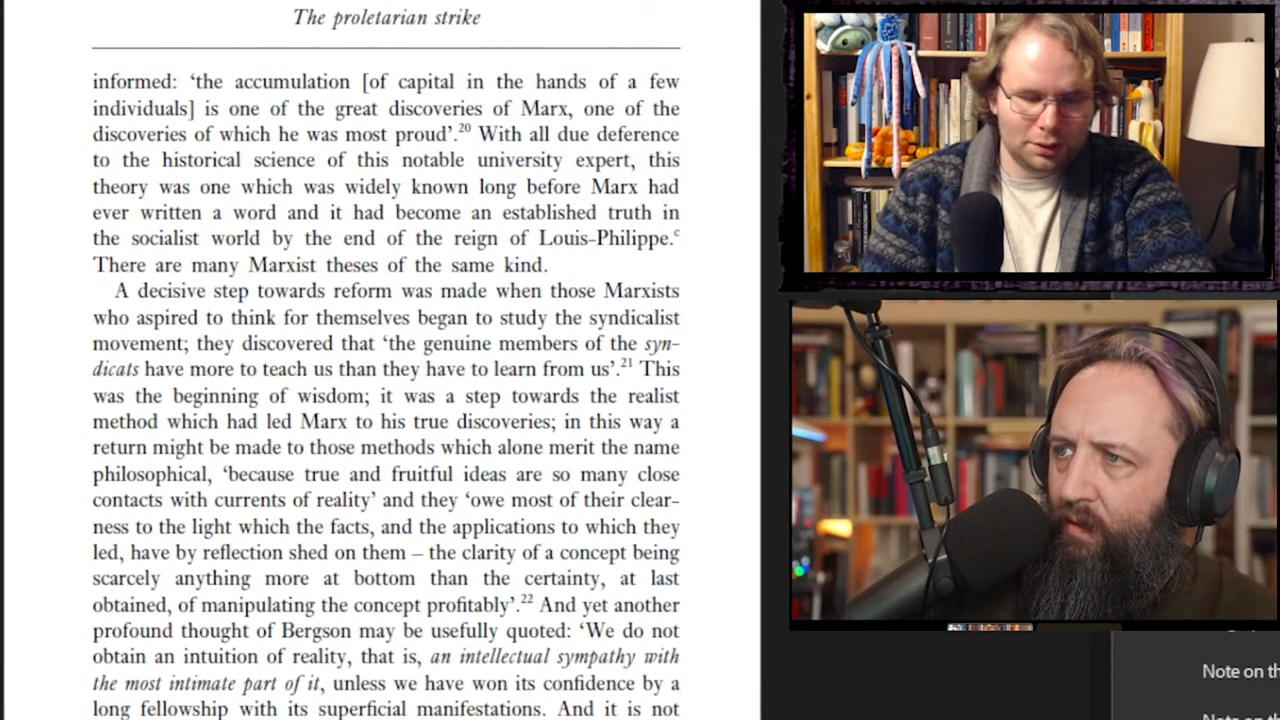 The proletarian strike
informed: ‘the accumulation [of capital in the hands of a few
individuals] is one of the great discoveries of Marx, one of the
discoveries of which he was most proud’.20 With all due deference
to the historical science of this notable university expert, this
theory was one which was widely known long before Marx had
ever written a word and it had become an established truth in
the socialist world by the end of the reign of Louis-Philippe.c
There are many Marxist theses of the same kind.
A decisive step towards reform was made when those Marxists
who aspired to think for themselves began to study the syndicalist
movement; they discovered that ‘the genuine members of the syn-
dicats have more to teach us than they have to learn from us’.21 This
was the beginning of wisdom; it was a step towards the realist
method which had led Marx to his true discoveries; in this way a
return might be made to those methods which alone merit the name
philosophical, ‘because true and fruitful ideas are so many close
contacts with currents of reality’ and they ‘owe most of their clear-
ness to the light which the facts, and the applications to which they
led, have by reflection shed on them – the clarity of a concept being
scarcely anything more at bottom than the certainty, at last
obtained, of manipulating the concept profitably’.22 And yet another
profound thought of Bergson may be usefully quoted: ‘We do not
obtain an intuition of reality, that is, an intellectual sympathy with
the most intimate part of it, unless we have won its confidence by a
long fellowship with its superficial manifestations. And it is not
Note on th